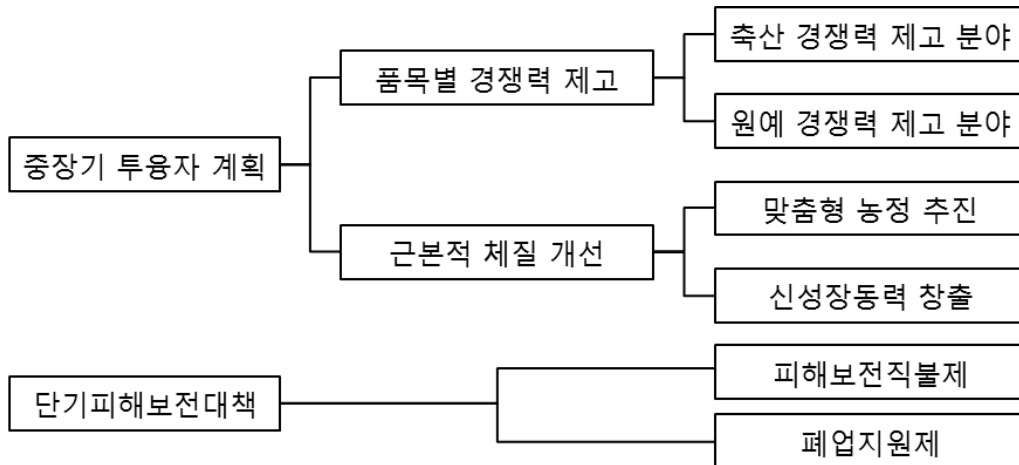 중장기 투융자 계획
품목별 경쟁력 제고
축산 경쟁력 제고 분야
원예 경쟁력 제고 분야
근본적 체질 개선
맞춤형 농정 추진
신성장동력 창출
단기피해보전대책
피해보전직불제
폐업지원제